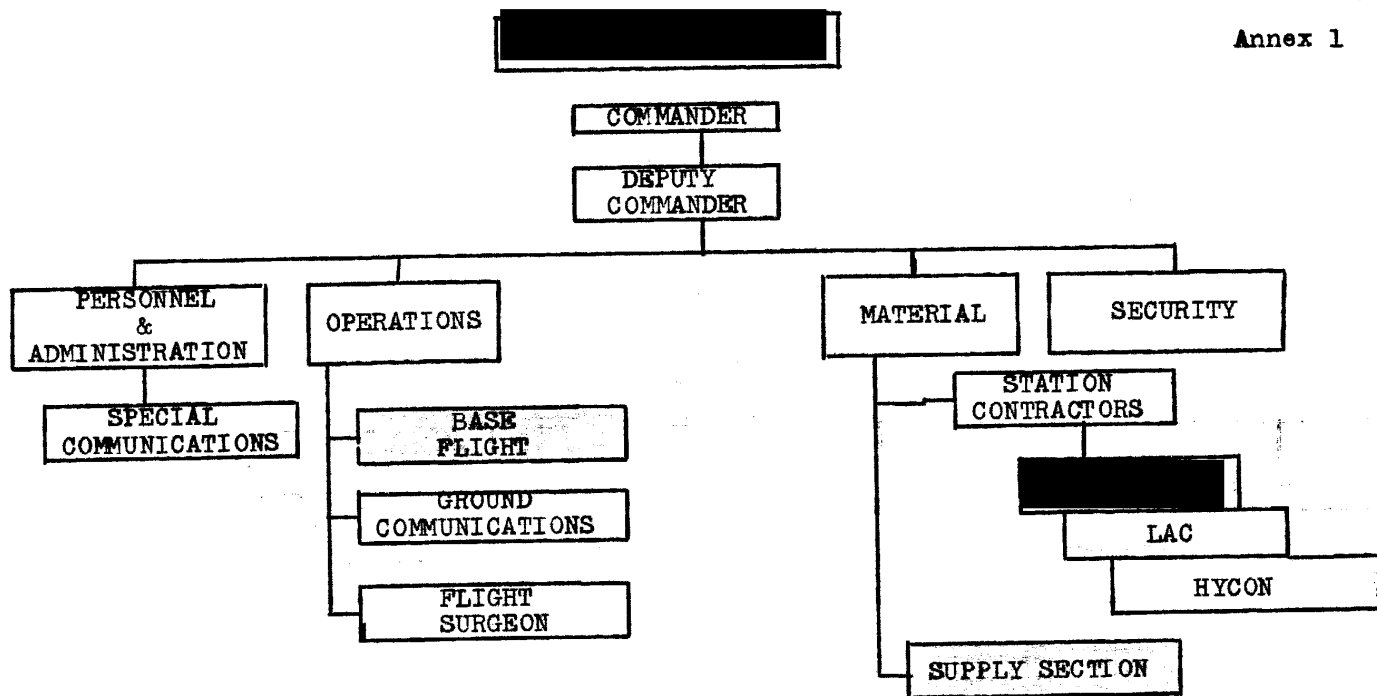 Annex 1
COMMANDER
DEPUTY
COMMANDER
PERSONNEL
&
ADMINISTRATION
OPERATIONS
MATERIAL
SECURITY
SPECIAL
COMMUNICATIONS
BASE
FLIGHT
GROUND
COMMUNICATIONS
FLIGHT
SURGEON
STATION
CONTRACTORS
LAC
HYCON
SUPPLY SECTION